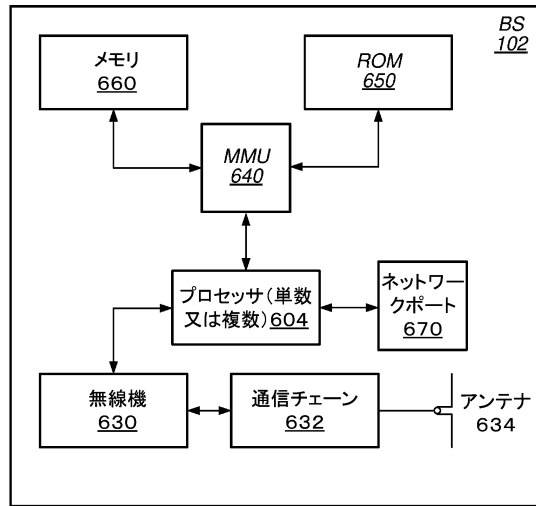 BS
102
メモリ
660
ROM
650
MMU
640
プロセッサ(単数
又は複数)604
ネットワー
クポート
670
無線機
630
通信チェーン
632
アンテナ
634